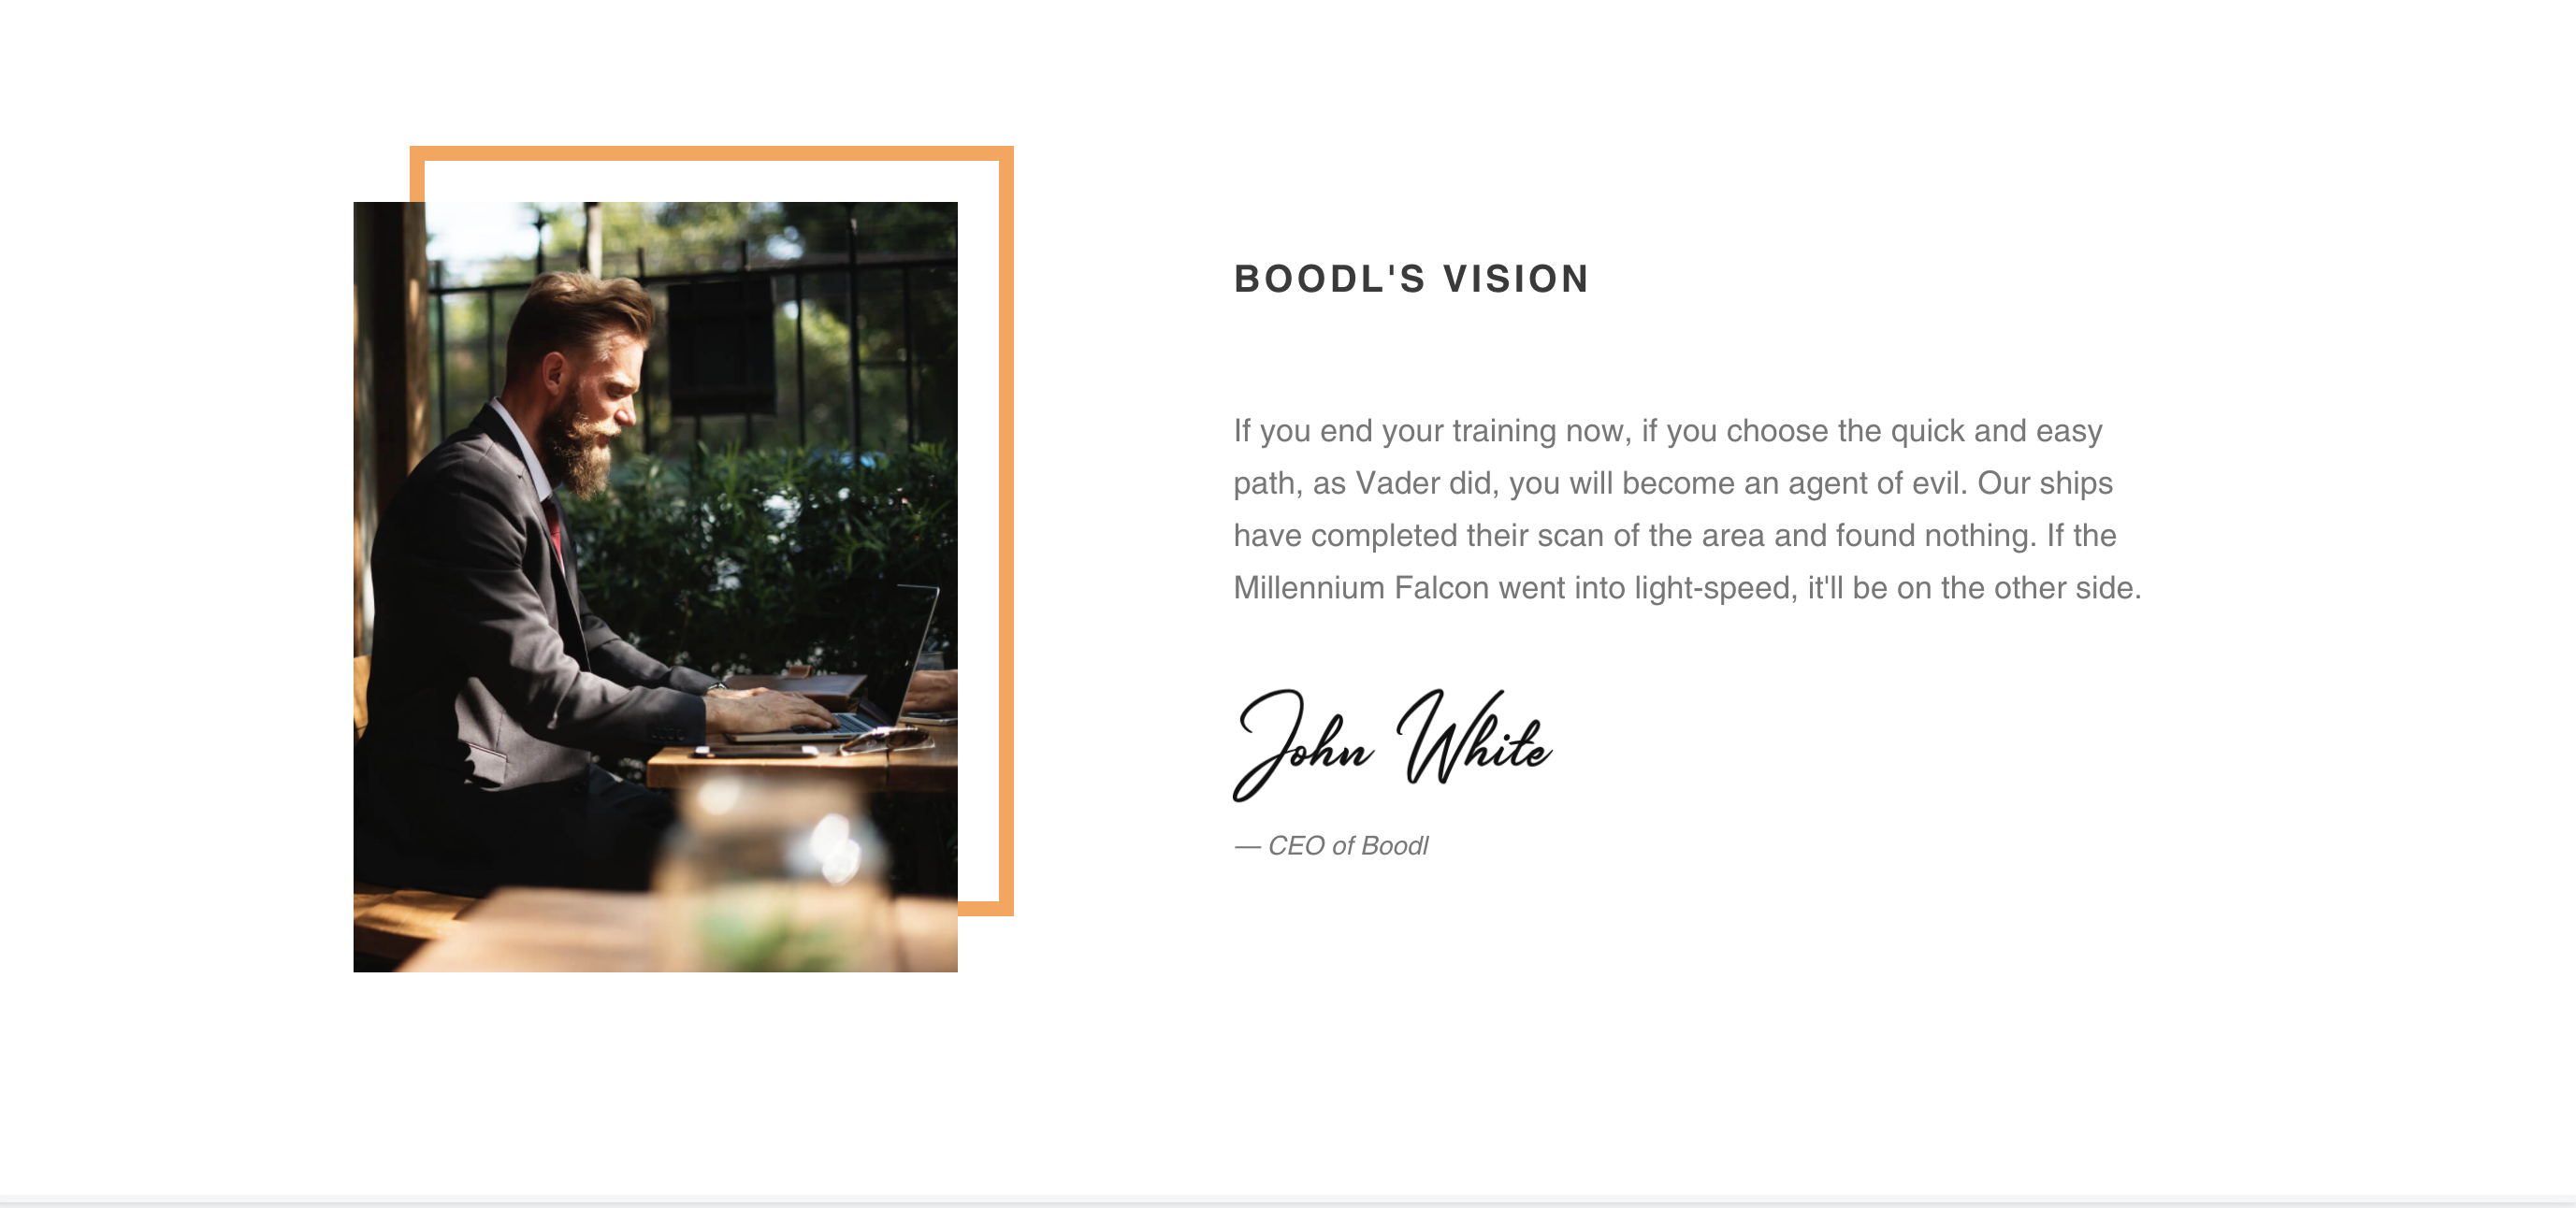 BOODL'S VISION
If you end your training now, if you choose the quick and easy
path, as Vader did, you will become an agent of evil. Our ships
have completed their scan of the area and found nothing. If the
Millennium Falcon went into light-speed, it'll be on the other side.
John White
— CEO of Boodl